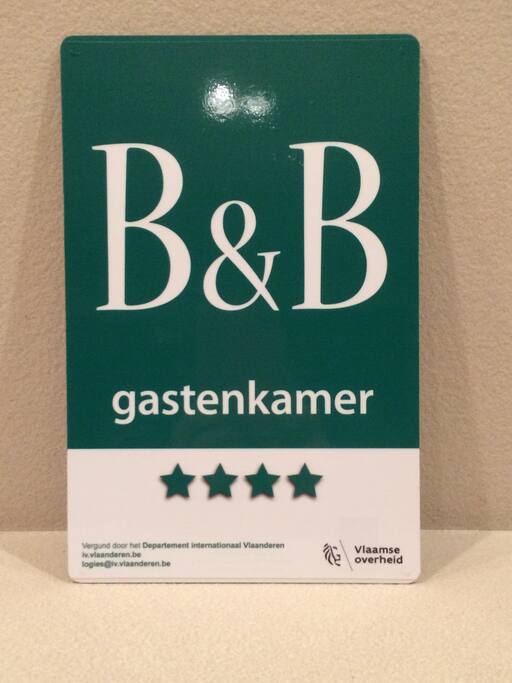 B&B
gastenkamer
Vergund door het Departement internationaal Vlaanderen
iv.vlaanderen.be
logies@iv.vlaanderen.be
Vlaamse
overheid